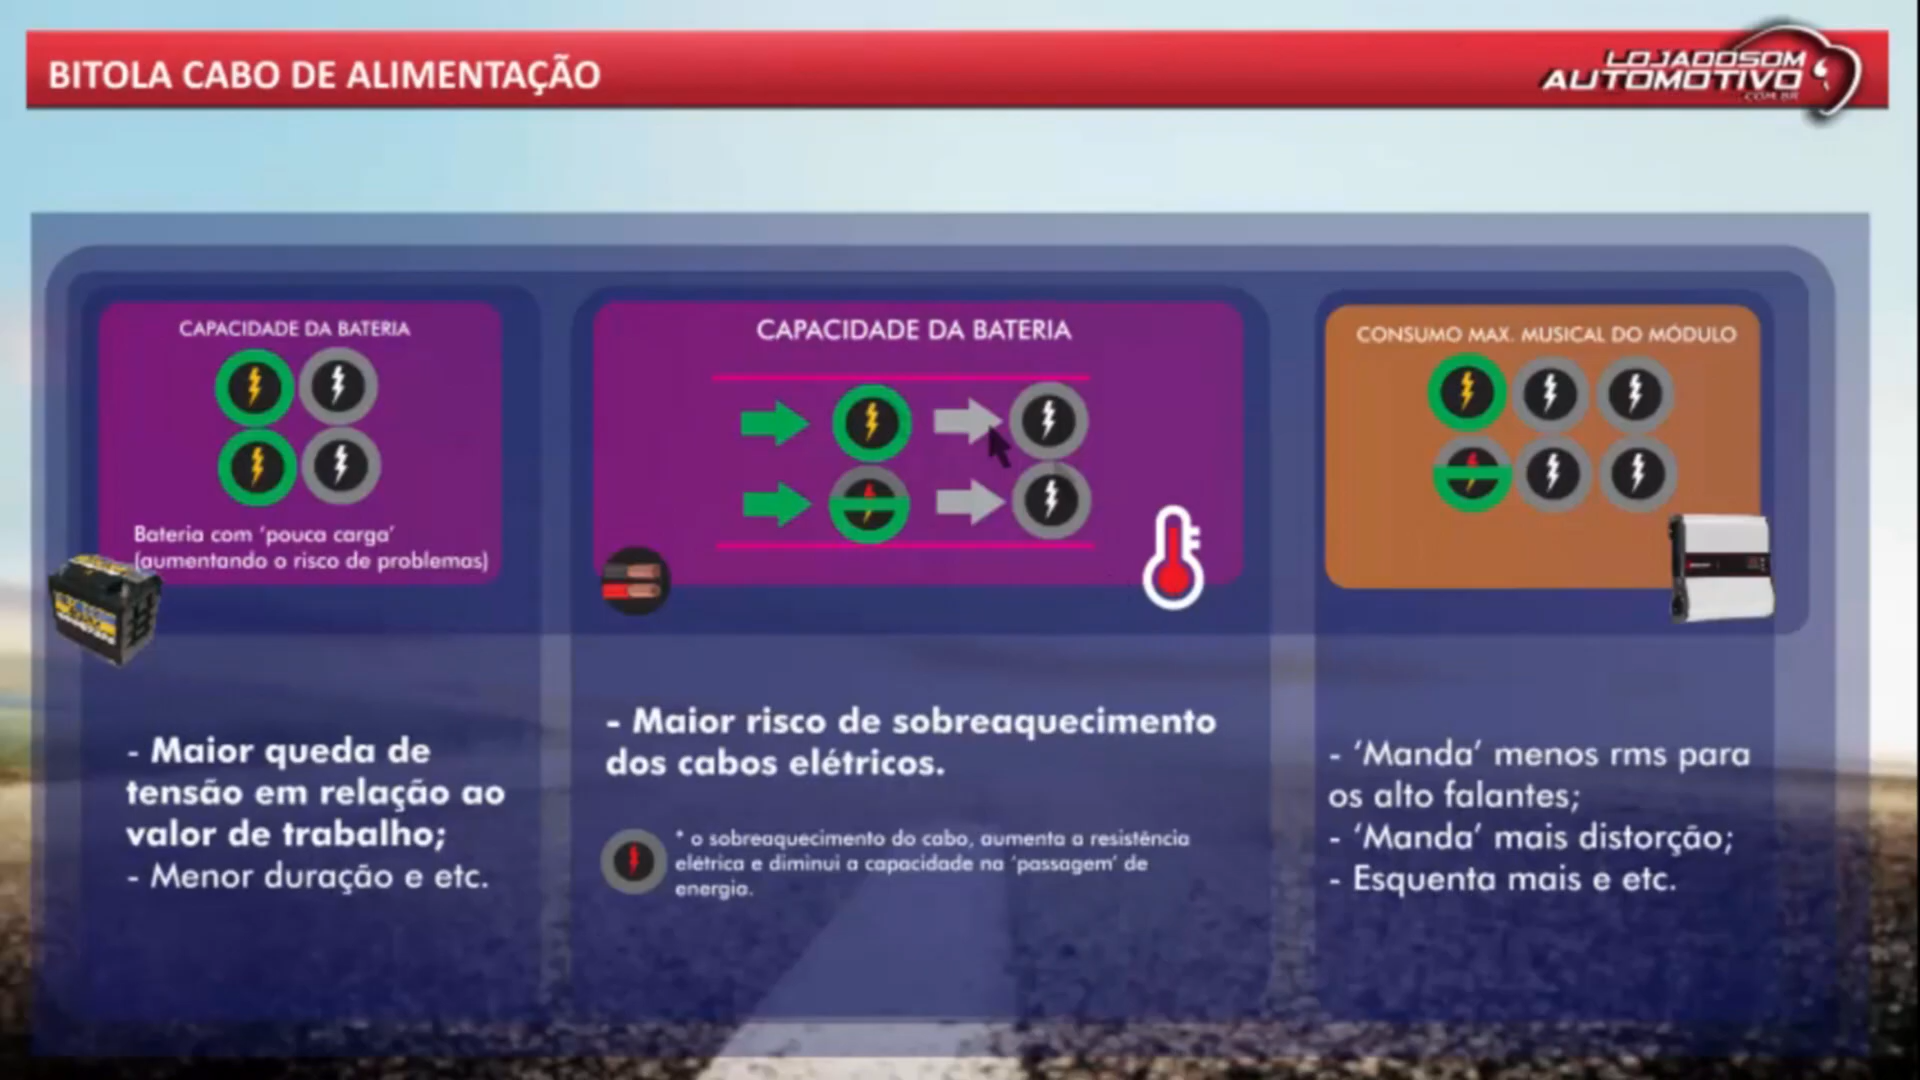 BITOLA CABO DE ALIMENTAÇÃO
LOJADOSOM
AUTOMOTIVO
.COM.BR
CAPACIDADE DA BATERIA
Bateria com 'pouca carga'
(aumentando o risco de problemas)
- Maior queda de
tensão em relação ao
valor de trabalho;
- Menor duração e etc.
CAPACIDADE DA BATERIA
- Maior risco de sobreaquecimento
dos cabos elétricos.
* o sobreaquecimento do cabo, aumenta a resistência
elétrica e diminui a capacidade na 'passagem' de
energia.
CONSUMO MAX. MUSICAL DO MÓDULO
- 'Manda' menos rms para
os alto falantes;
- 'Manda' mais distorção;
- Esquenta mais e etc.